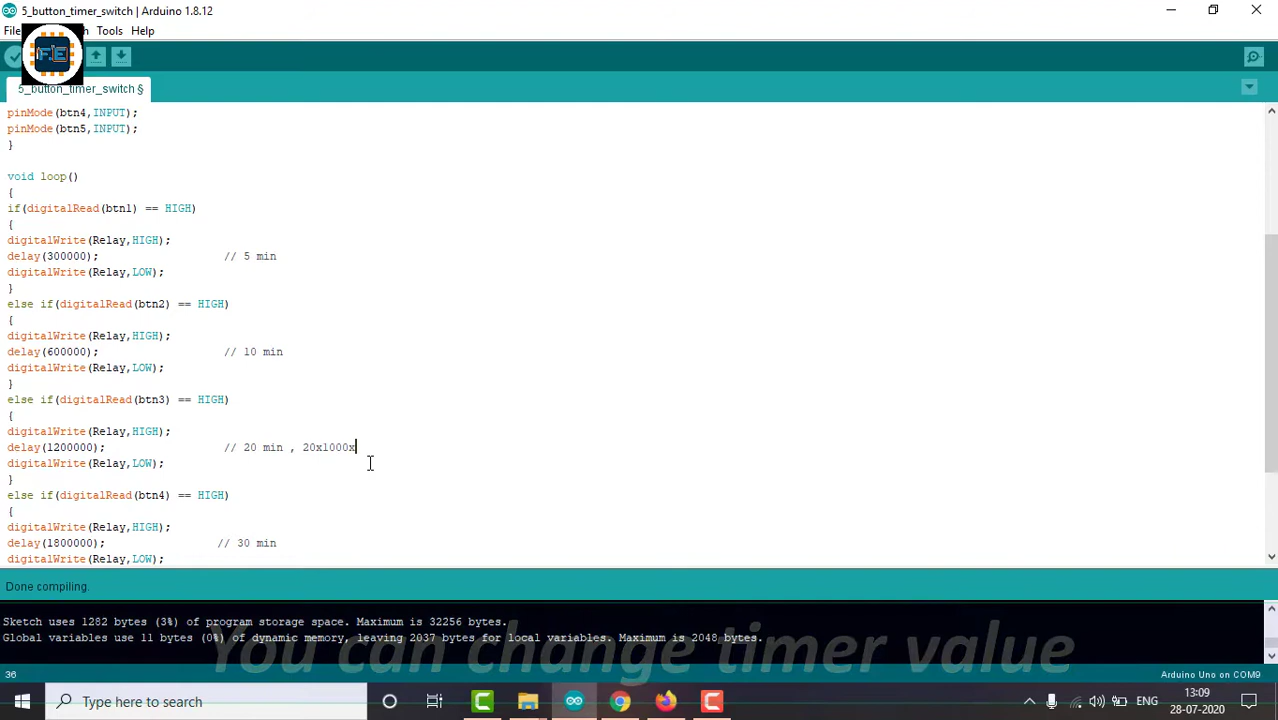 5_button_timer_switch | Arduino 1.8.12
Tools Help
F.E
5_button_timer_switch §
pinMode(btn4,INPUT);
pinMode(btn5,INPUT);
}
void loop()
{
if(digitalRead(btn1) == HIGH)
{
digitalWrite(Relay,HIGH);
delay(300000); // 5 min
digitalWrite(Relay,LOW);
}
else if(digitalRead(btn2) == HIGH)
{
digitalWrite(Relay,HIGH);
delay(600000); // 10 min
digitalWrite(Relay,LOW);
}
else if(digitalRead(btn3) == HIGH)
{
digitalWrite(Relay,HIGH);
delay(1200000); // 20 min , 20x1000x
digitalWrite(Relay,LOW);
}
else if(digitalRead(btn4) == HIGH)
{
digitalWrite(Relay,HIGH);
delay(1800000); // 30 min
digitalWrite(Relay,LOW);
Done compiling.
Sketch uses 1282 bytes (3%) of program storage space. Maximum is 32256 bytes.
Global variables use 11 bytes (0%) of dynamic memory, leaving 2037 bytes for local variables. Maximum is 2048 bytes.
You can change timer value
36 Arduino Uno on COM9
Type here to search
ENG
13:09
28-07-2020